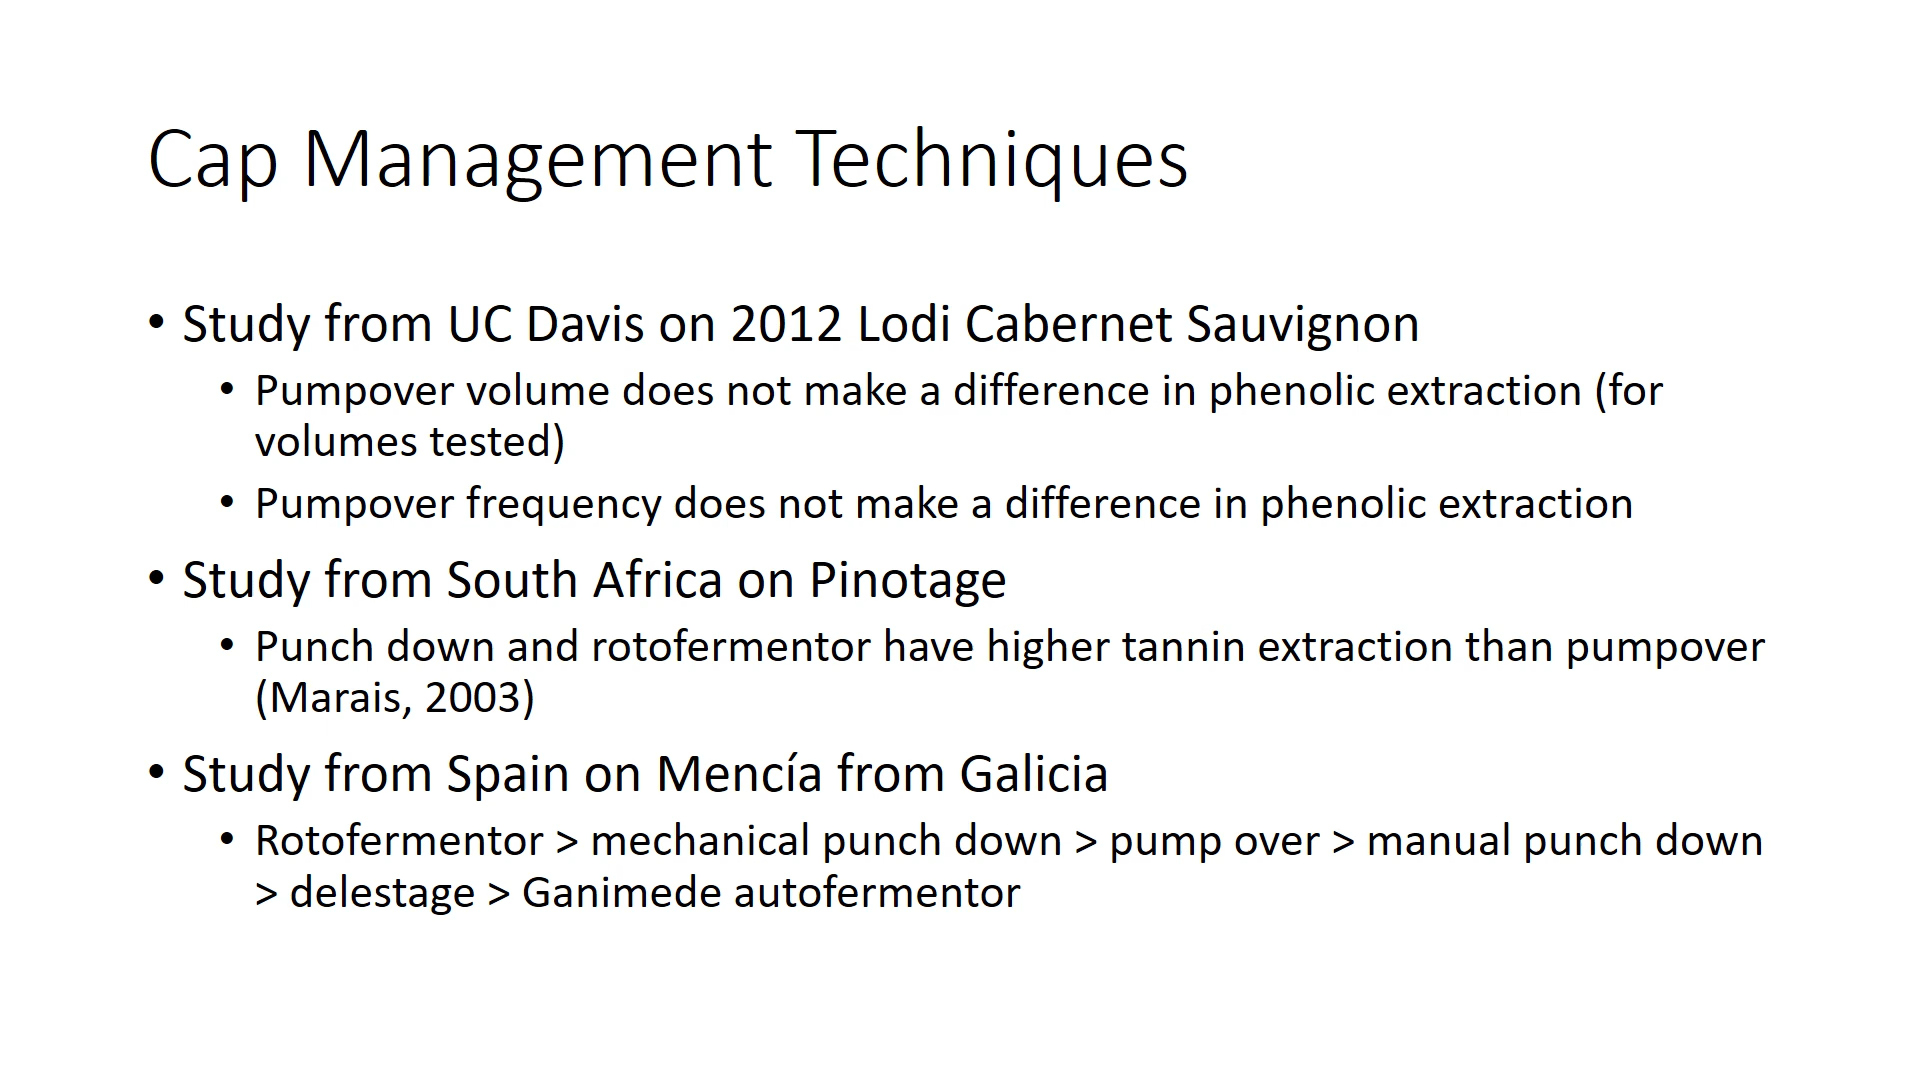 Cap Management Techniques
• Study from UC Davis on 2012 Lodi Cabernet Sauvignon
• Pumpover volume does not make a difference in phenolic extraction (for
volumes tested)
• Pumpover frequency does not make a difference in phenolic extraction
• Study from South Africa on Pinotage
• Punch down and rotofermentor have higher tannin extraction than pumpover
(Marais, 2003)
• Study from Spain on Mencía from Galicia
• Rotofermentor > mechanical punch down > pump over > manual punch down
> delestage > Ganimede autofermentor